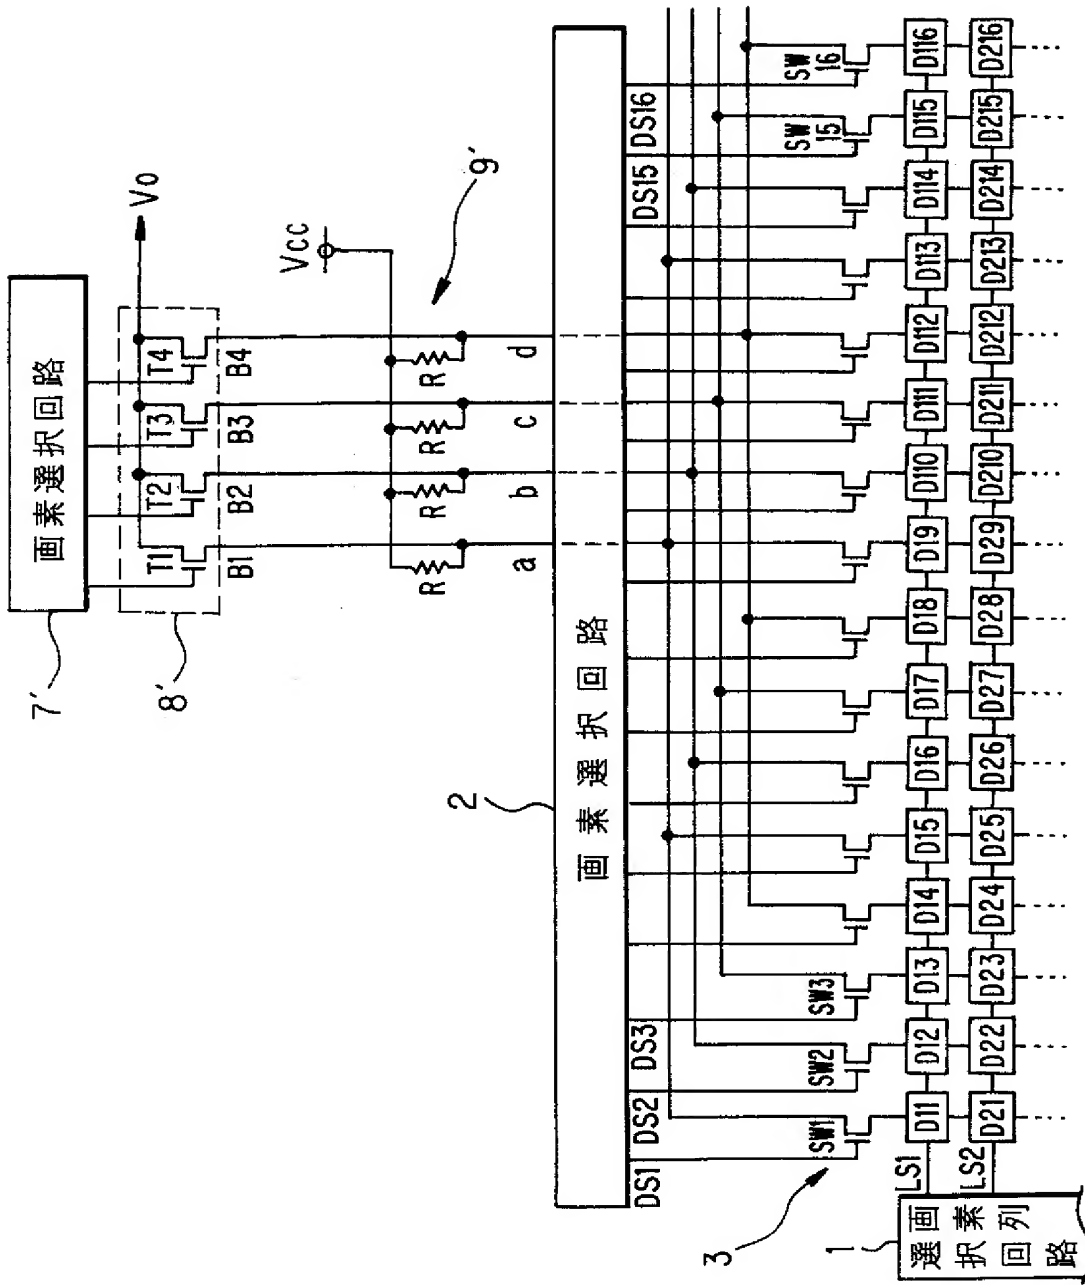 7'
画素選択回路
8'
T1 T2 T3 T4
B1 B2 B3 B4
Vo
Vcc
R R R R
9'
a b c d
2
画素選択回路
DS1 DS2 DS3 DS15 DS16
3
SW1 SW2 SW3 SW15 SW16
1
画素列選択回路
LS1
D11 D12 D13 D14 D15 D16 D17 D18 D19 D110 D111 D112 D113 D114 D115 D116
LS2
D21 D22 D23 D24 D25 D26 D27 D28 D29 D210 D211 D212 D213 D214 D215 D216